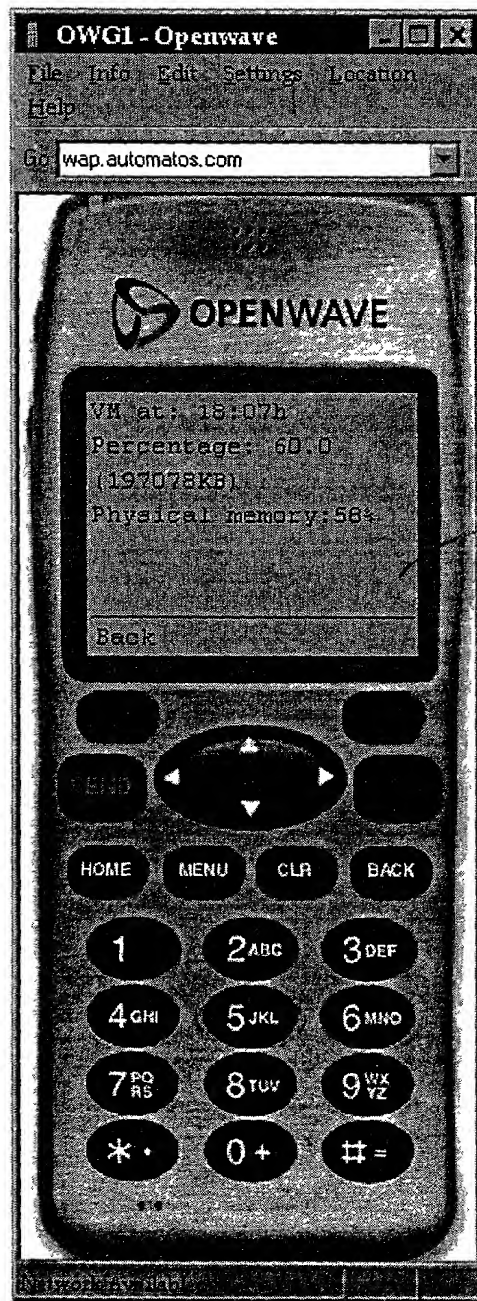 OWG1 - Openwave
File Info Edit Settings Location
Help
Go wap.automatos.com
OPENWAVE
VM at: 18:07h
Percentage: 60.0
(197078KB)
Physical memory:58%
Back
SEND
HOME MENU CLR BACK
1 2ABC 3DEF
4GHI 5JKL 6MNO
7PQRS 8TUV 9WXYZ
* · 0 + # =